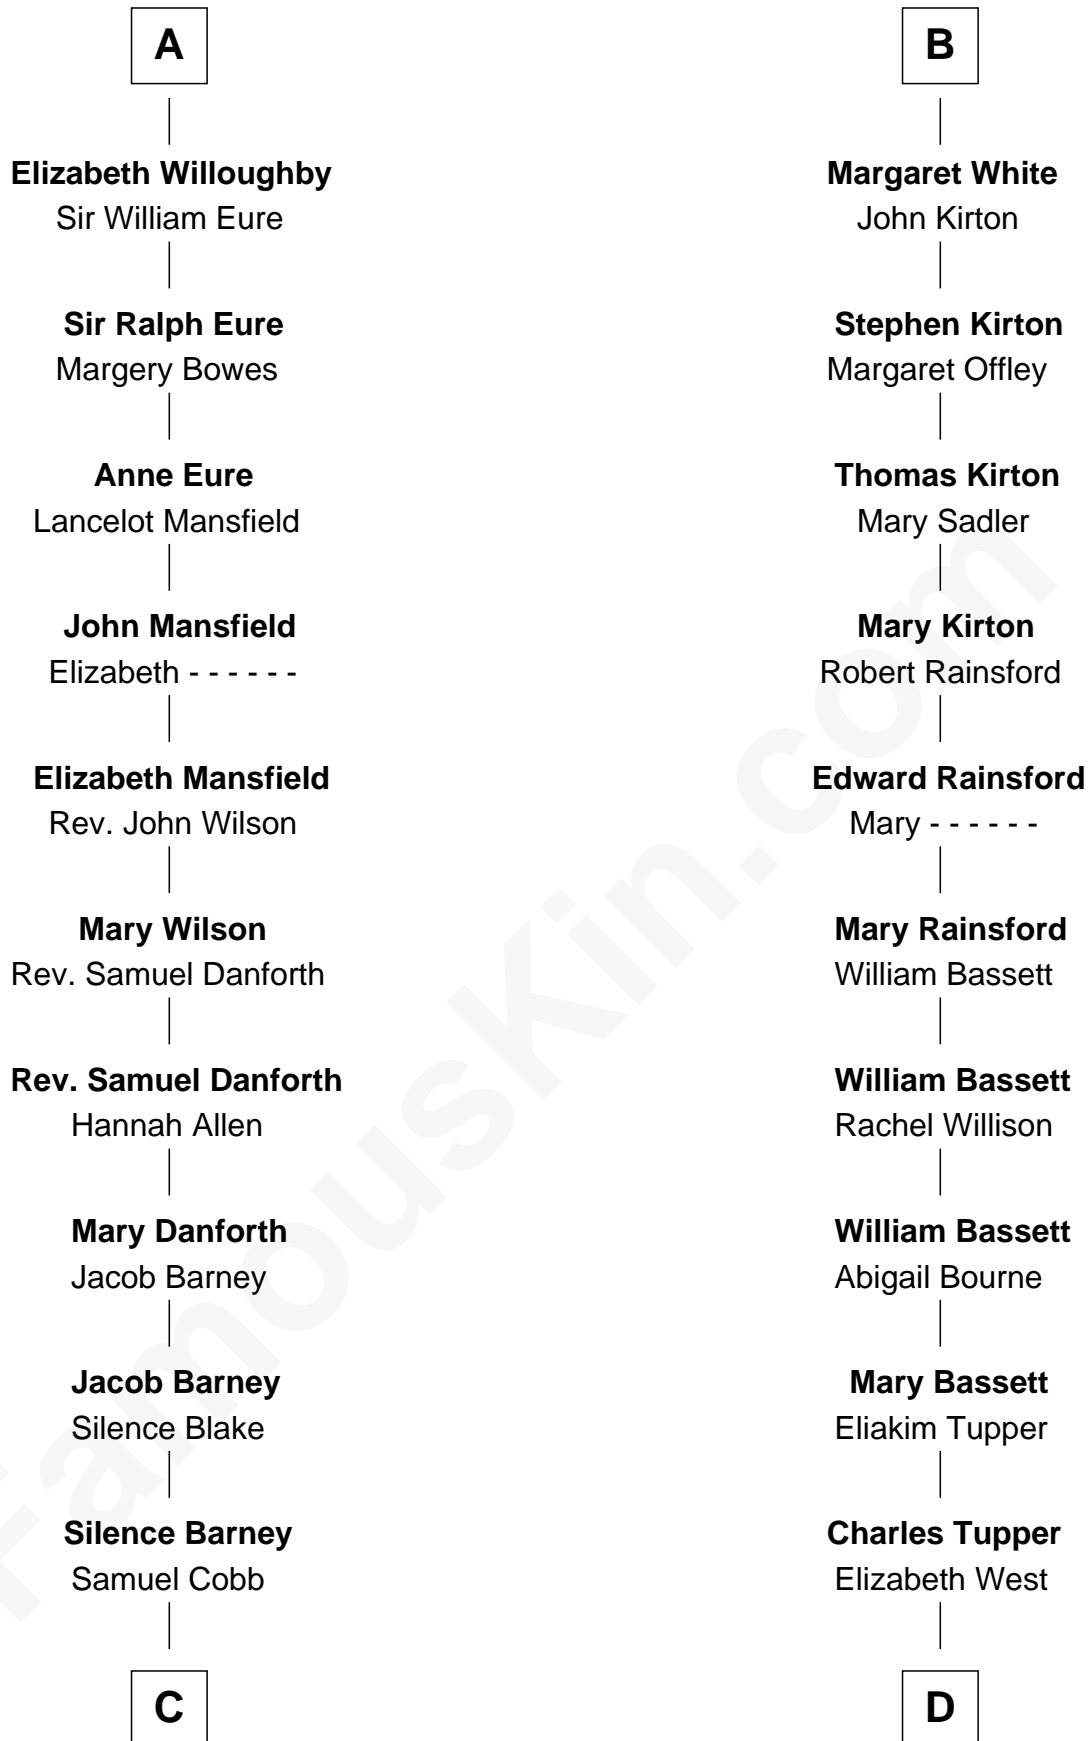 A
Elizabeth Willoughby
Sir William Eure
Sir Ralph Eure
Margery Bowes
Anne Eure
Lancelot Mansfield
John Mansfield
Elizabeth - - - - - -
Elizabeth Mansfield
Rev. John Wilson
Mary Wilson
Rev. Samuel Danforth
Rev. Samuel Danforth
Hannah Allen
Mary Danforth
Jacob Barney
Jacob Barney
Silence Blake
Silence Barney
Samuel Cobb
C
B
Margaret White
John Kirton
Stephen Kirton
Margaret Offley
Thomas Kirton
Mary Sadler
Mary Kirton
Robert Rainsford
Edward Rainsford
Mary - - - - - -
Mary Rainsford
William Bassett
William Bassett
Rachel Willison
William Bassett
Abigail Bourne
Mary Bassett
Eliakim Tupper
Charles Tupper
Elizabeth West
D
FamousKin.com